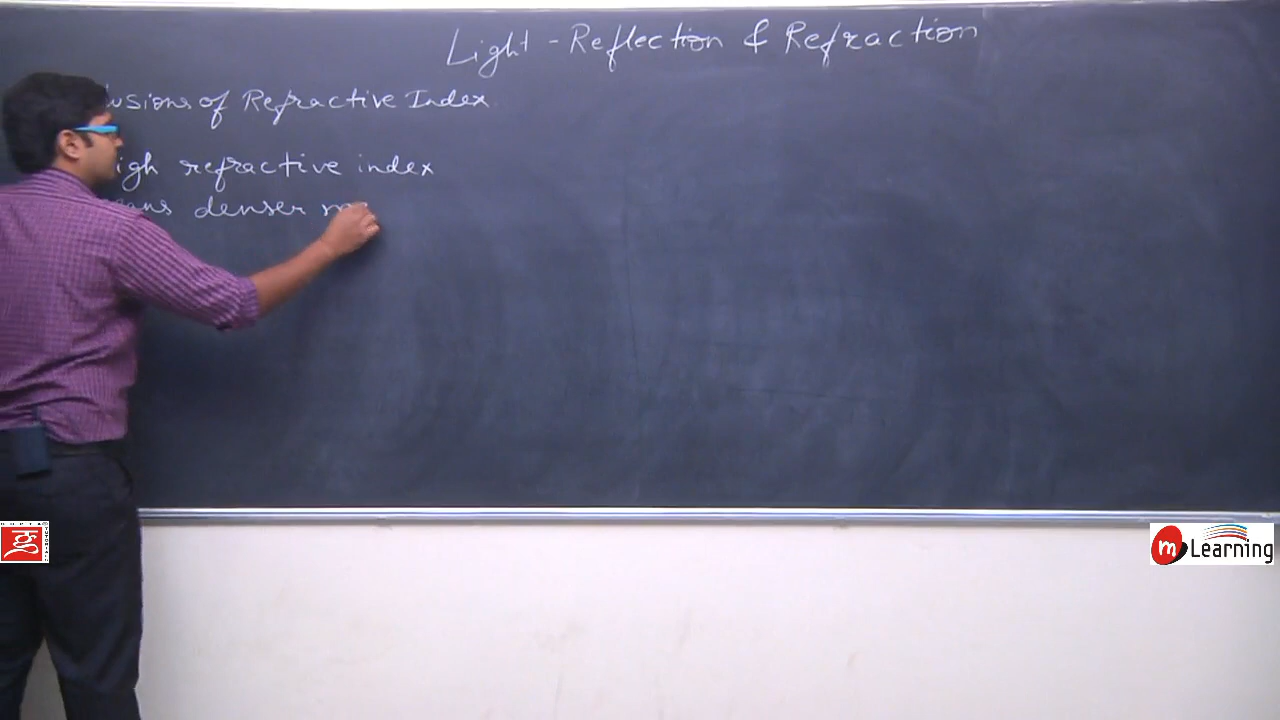 Light - Reflection & Refraction
usions of Refractive Index
igh refractive index
ans denser
m Learning